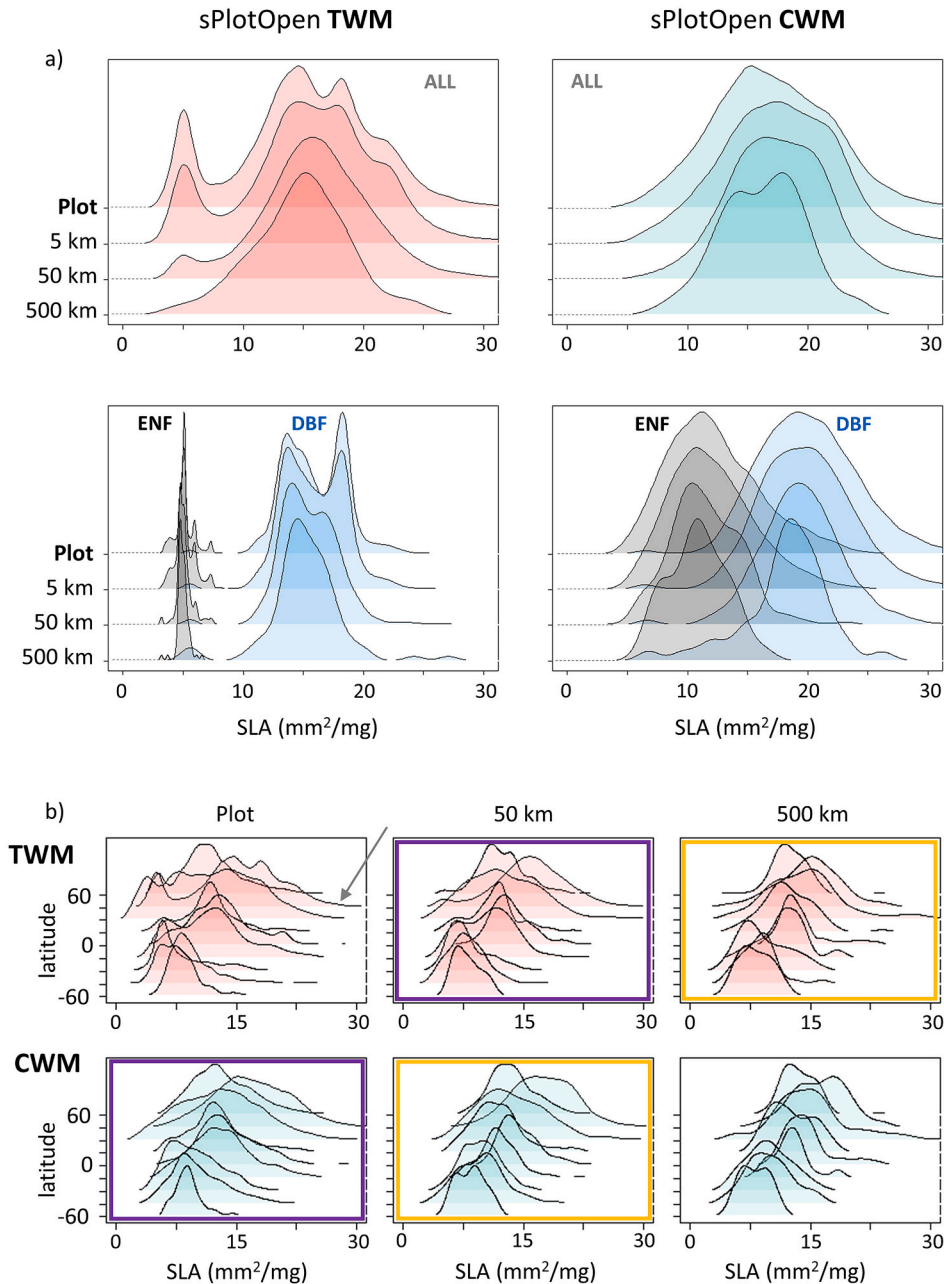 sPlotOpen TWM
sPlotOpen CWM
a)
ALL
ALL
Plot
5 km
50 km
500 km
0 10 20 30
0 10 20 30
ENF
DBF
ENF
DBF
Plot
5 km
50 km
500 km
0 10 20 30
0 10 20 30
SLA (mm²/mg)
SLA (mm²/mg)
b)
Plot
50 km
500 km
TWM
latitude
60
0
-60
0 15 30
0 15 30
0 15 30
CWM
latitude
60
0
-60
0 15 30
0 15 30
0 15 30
SLA (mm²/mg)
SLA (mm²/mg)
SLA (mm²/mg)